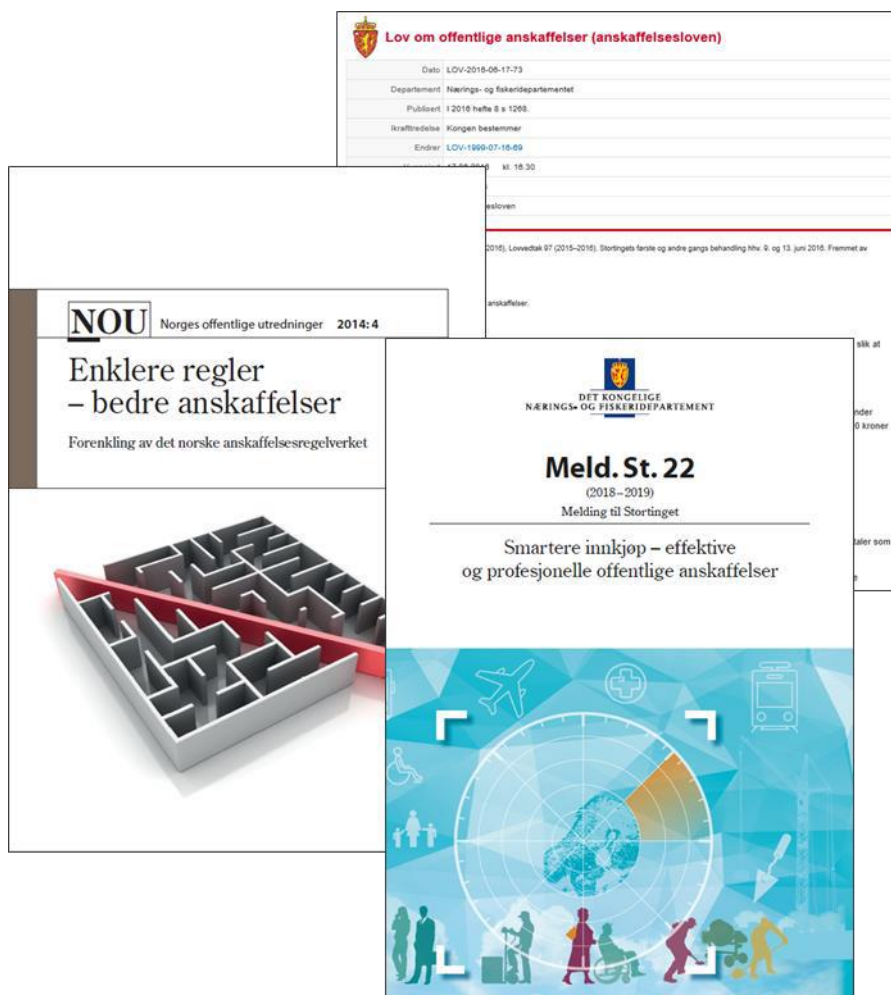 Lov om offentlige anskaffelser (anskaffelsesloven)
Dato LOV-2016-06-17-73
Departement Nærings- og fiskeridepartementet
Publisert I 2016 hefte 8 s 1268.
Ikrafttredelse Kongen bestemmer
Endrer LOV-1999-07-16-69
kl. 16.30
esloven
2016), Lovvedtak 97 (2015–2016). Stortingets første og andre gangs behandling hhv. 9. og 13. juni 2016. Fremmet av
anskaffelser.
slik at
nder
0 kroner
taler som
e
NOU Norges offentlige utredninger 2014: 4
Enklere regler
– bedre anskaffelser
Forenkling av det norske anskaffelsesregelverket
DET KONGELIGE
NÆRINGS- OG FISKERIDEPARTEMENT
Meld. St. 22
(2018–2019)
Melding til Stortinget
Smartere innkjøp – effektive
og profesjonelle offentlige anskaffelser